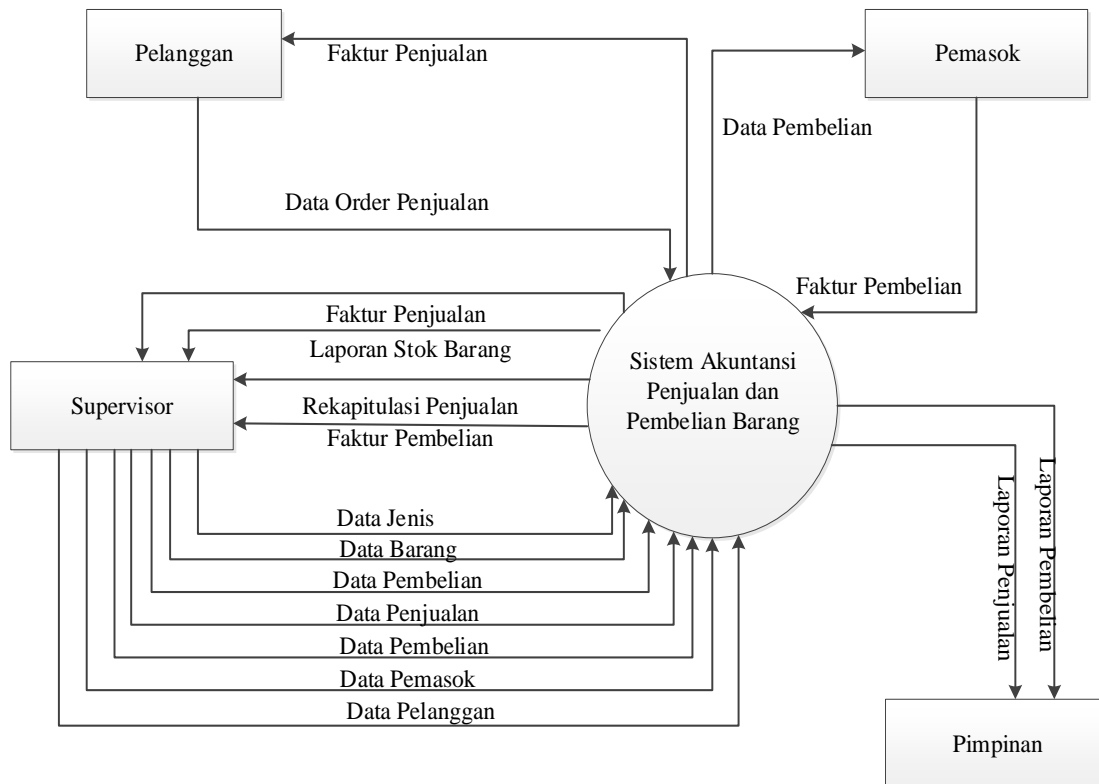 Pelanggan
Faktur Penjualan
Pemasok
Data Pembelian
Data Order Penjualan
Faktur Pembelian
Faktur Penjualan
Laporan Stok Barang
Sistem Akuntansi
Penjualan dan
Pembelian Barang
Supervisor
Rekapitulasi Penjualan
Faktur Pembelian
Laporan Pembelian
Laporan Penjualan
Data Jenis
Data Barang
Data Pembelian
Data Penjualan
Data Pembelian
Data Pemasok
Data Pelanggan
Pimpinan